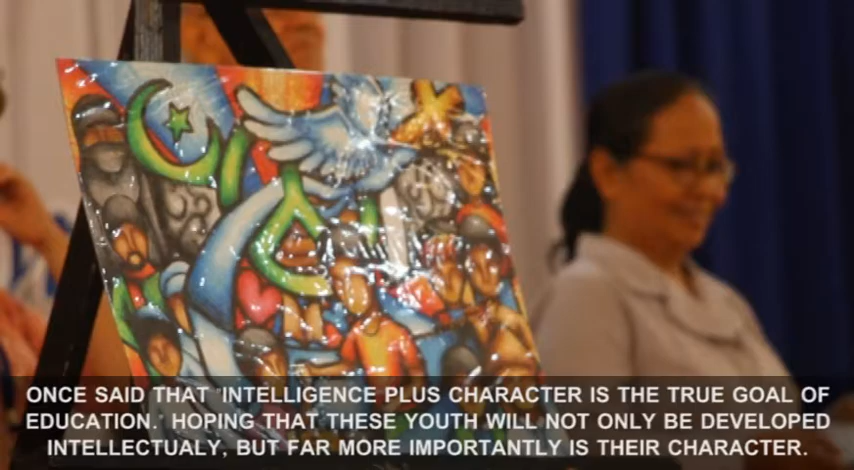 ONCE SAID THAT 'INTELLIGENCE PLUS CHARACTER IS THE TRUE GOAL OF
EDUCATION.' HOPING THAT THESE YOUTH WILL NOT ONLY BE DEVELOPED
INTELLECTUALY, BUT FAR MORE IMPORTANTLY IS THEIR CHARACTER.